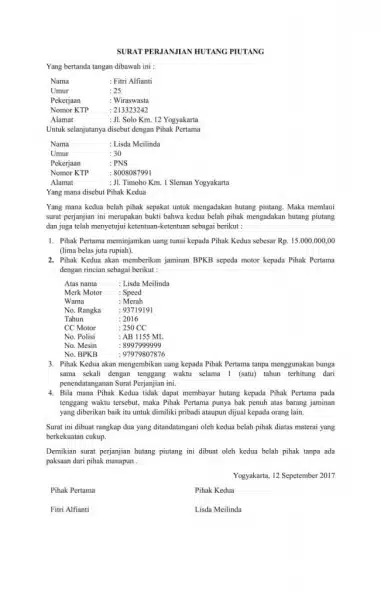 SURAT PERJANJIAN HUTANG PIUTANG
Yang bertanda tangan dibawah ini :
Nama : Fitri Alfianti
Umur : 25
Pekerjaan : Wiraswasta
Nomor KTP : 213323242
Alamat : Jl. Solo Km. 12 Yogyakarta
Untuk selanjutanya disebut dengan Pihak Pertama
Nama : Lisda Meilinda
Umur : 30
Pekerjaan : PNS
Nomor KTP : 8008087991
Alamat : Jl. Timoho Km. 1 Sleman Yogyakarta
Yang mana disebut Pihak Kedua
Yang mana kedua belah pihak sepakat untuk mengadakan hutang piutang. Maka memlaui
surat perjanjian ini merupakan bukti bahwa kedua belah pihak mengadakan hutang piutang
dan juga telah menyetujui ketentuan-ketentuan sebagai berikut :
1. Pihak Pertama meminjamkan uang tunai kepada Pihak Kedua sebesar Rp. 15.000.000,00
(lima belas juta rupiah).
2. Pihak Kedua akan memberikan jaminan BPKB sepeda motor kepada Pihak Pertama
dengan rincian sebagai berikut :
Atas nama : Lisda Meilinda
Merk Motor : Speed
Warna : Merah
No. Rangka : 93719191
Tahun : 2016
CC Motor : 250 CC
No. Polisi : AB 1155 ML
No. Mesin : 8997999999
No. BPKB : 97979807876
3. Pihak Kedua akan mengembikan uang kepada Pihak Pertama tanpa menggunakan bunga
sama sekali dengan tenggang waktu selama 1 (satu) tahun terhitung dari
penendatanganan Surat Perjanjian ini.
4. Bila mana Pihak Kedua tidak dapat membayar hutang kepada Pihak Pertama pada
tenggang waktu tersebut, maka Pihak Pertama punya hak penuh atas barang jaminan
yang diberikan baik itu untuk dimiliki pribadi ataupun dijual kepada orang lain.
Surat ini dibuat rangkap dua yang ditandatangani oleh kedua belah pihak diatas materai yang
berkekuatan cukup.
Demikian surat perjanjian hutang piutang ini dibuat oleh kedua belah pihak tanpa ada
paksaan dari pihak manapun .
Yogyakarta, 12 Sepetember 2017
Pihak Pertama Pihak Kedua
Fitri Alfianti Lisda Meilinda